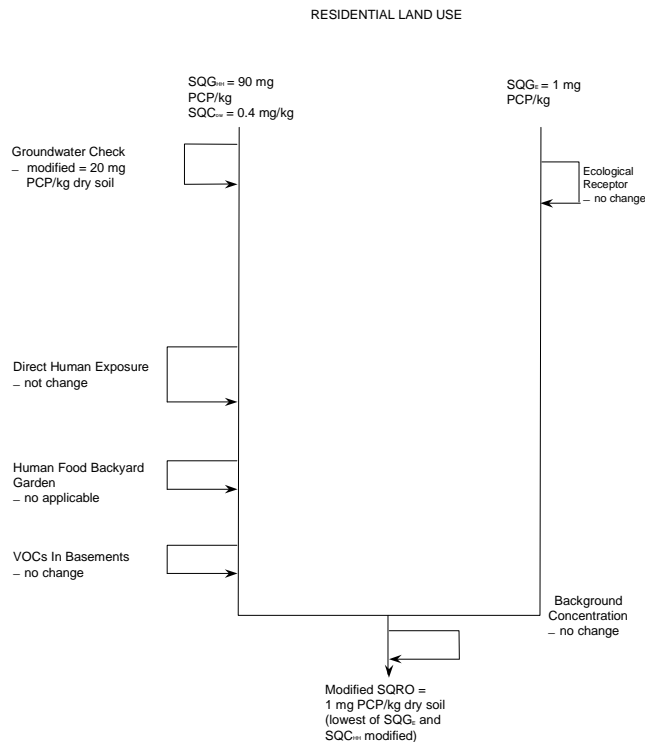 RESIDENTIAL LAND USE
SQGHH = 90 mg
PCP/kg
SQCDW = 0.4 mg/kg
SQGE = 1 mg
PCP/kg
Groundwater Check
– modified = 20 mg
PCP/kg dry soil
Ecological
Receptor
– no change
Direct Human Exposure
– not change
Human Food Backyard
Garden
– no applicable
VOCs In Basements
– no change
Background
Concentration
– no change
Modified SQRO =
1 mg PCP/kg dry soil
(lowest of SQGE and
SQCHH modified)